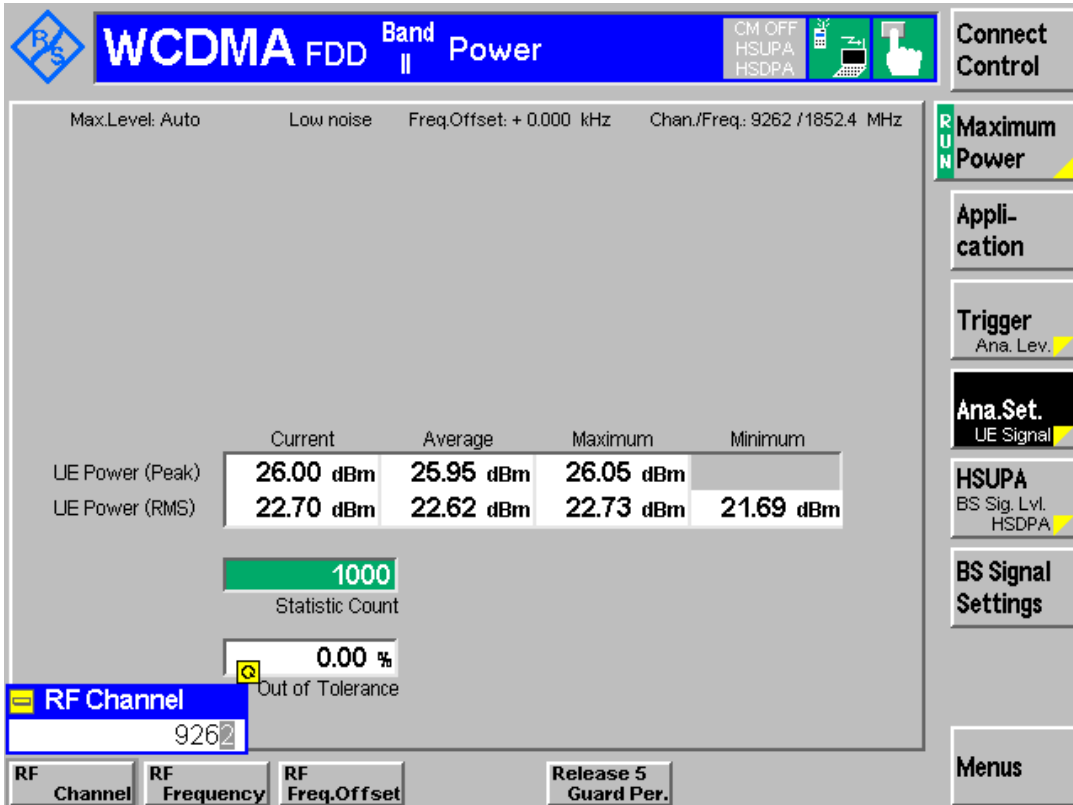 R/S
WCDMA FDD Band II Power
CM OFF
HSUPA
HSDPA
Connect Control
Max.Level: Auto Low noise Freq.Offset: + 0.000 kHz Chan./Freq.: 9262 / 1852.4 MHz
RUN
Maximum Power
Appli-
cation
Trigger
Ana. Lev.
Ana.Set.
UE Signal
Current Average Maximum Minimum
UE Power (Peak) 26.00 dBm 25.95 dBm 26.05 dBm
UE Power (RMS) 22.70 dBm 22.62 dBm 22.73 dBm 21.69 dBm
HSUPA
BS Sig. Lvl.
HSDPA
1000
Statistic Count
BS Signal
Settings
0.00 %
Out of Tolerance
RF Channel
9262
RF Channel
RF Frequency
RF Freq.Offset
Release 5 Guard Per.
Menus